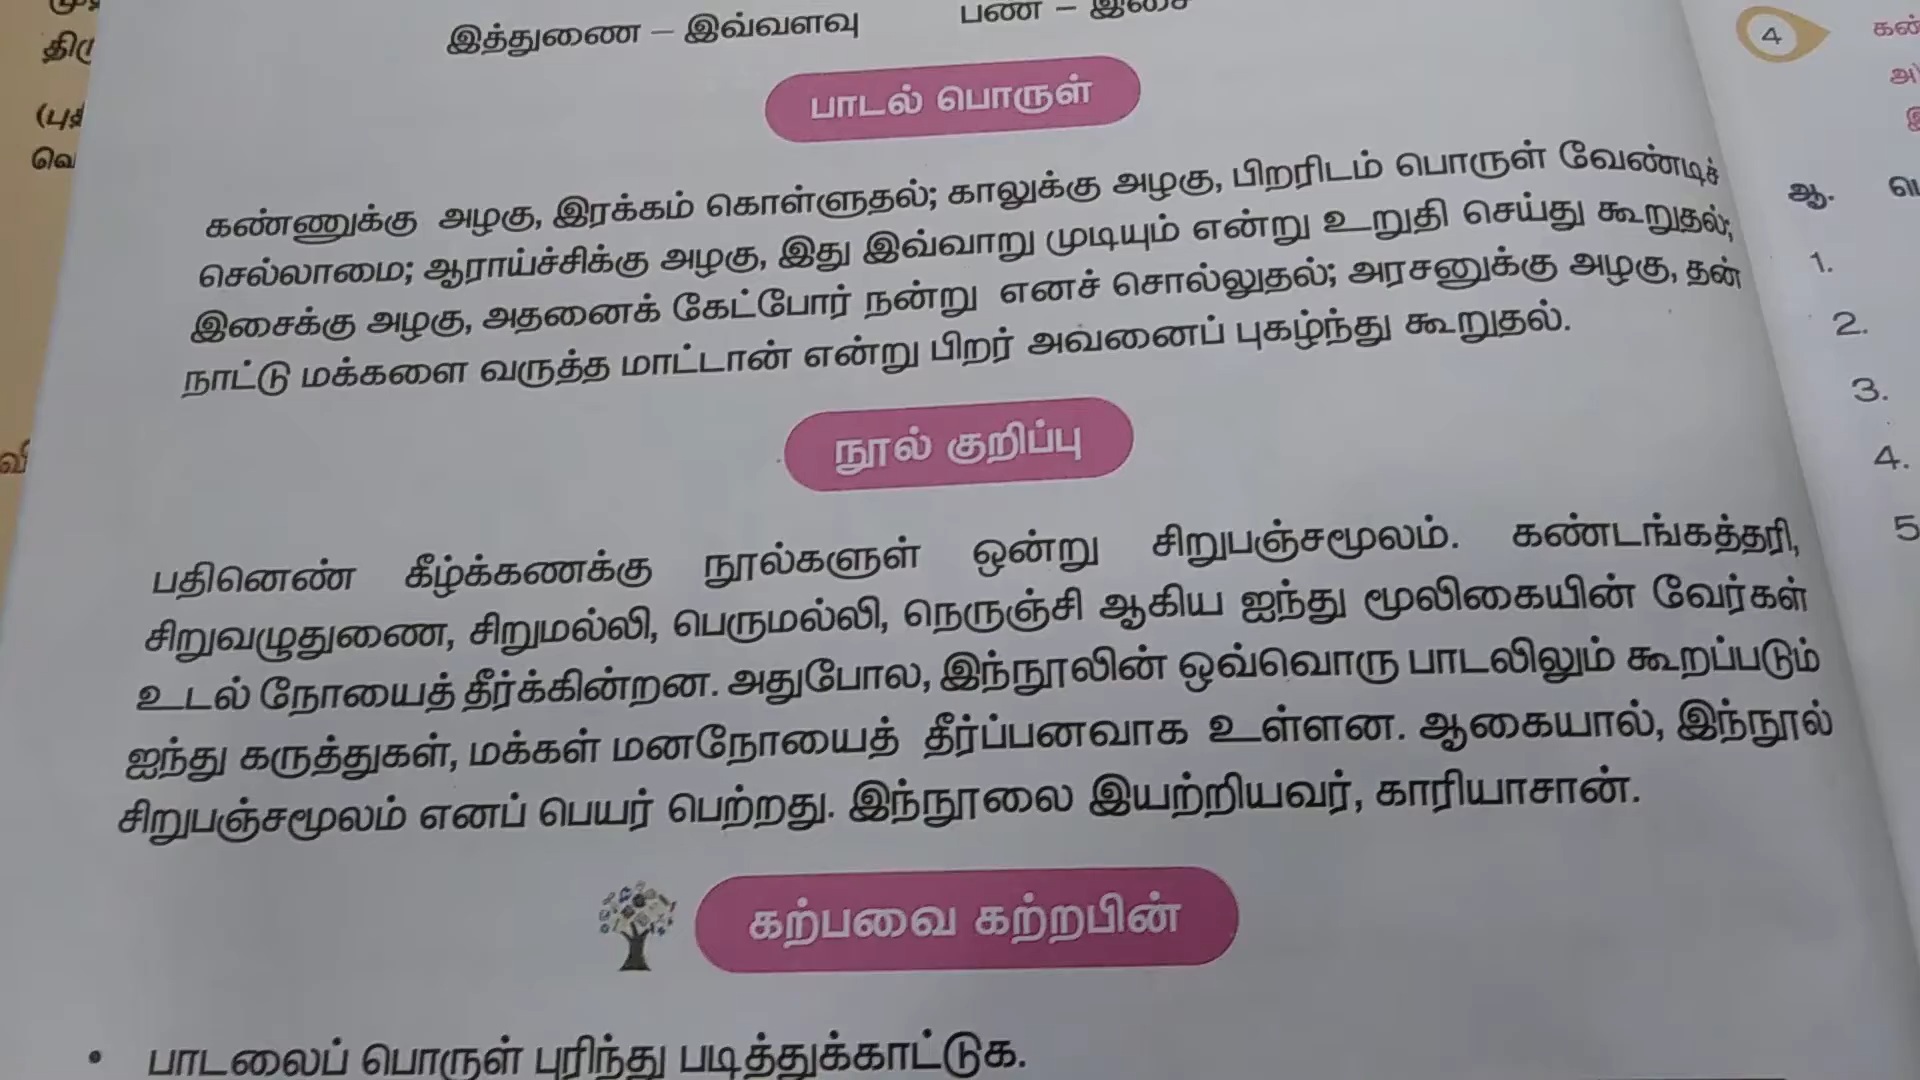 இத்துணை – இவ்வளவு பண் – இசை
பாடல் பொருள்
கண்ணுக்கு அழகு, இரக்கம் கொள்ளுதல்; காலுக்கு அழகு, பிறரிடம் பொருள் வேண்டிச்
செல்லாமை; ஆராய்ச்சிக்கு அழகு, இது இவ்வாறு முடியும் என்று உறுதி செய்து கூறுதல்;
இசைக்கு அழகு, அதனைக் கேட்போர் நன்று எனச் சொல்லுதல்; அரசனுக்கு அழகு, தன்
நாட்டு மக்களை வருத்த மாட்டான் என்று பிறர் அவனைப் புகழ்ந்து கூறுதல்.
நூல் குறிப்பு
பதினெண் கீழ்க்கணக்கு நூல்களுள் ஒன்று சிறுபஞ்சமூலம். கண்டங்கத்தரி,
சிறுவழுதுணை, சிறுமல்லி, பெருமல்லி, நெருஞ்சி ஆகிய ஐந்து மூலிகையின் வேர்கள்
உடல் நோயைத் தீர்க்கின்றன. அதுபோல, இந்நூலின் ஒவ்வொரு பாடலிலும் கூறப்படும்
ஐந்து கருத்துகள், மக்கள் மனநோயைத் தீர்ப்பனவாக உள்ளன. ஆகையால், இந்நூல்
சிறுபஞ்சமூலம் எனப் பெயர் பெற்றது. இந்நூலை இயற்றியவர், காரியாசான்.
கற்பவை கற்றபின்
• பாடலைப் பொருள் புரிந்து படித்துக்காட்டுக.
4
ஆ.
1.
2.
3.
4.
5